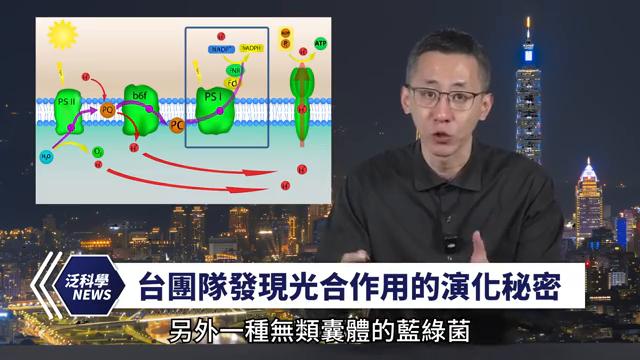 NADP⁺ NADPH
H⁺
FNR
Fd
ATP
P
PS II
PQ
b6f
PC
PS I
H₂O
O₂
H⁺
H⁺
H⁺
H⁺
H⁺
H⁺
泛科學
NEWS
台團隊發現光合作用的演化秘密
另外一種無類囊體的藍綠菌